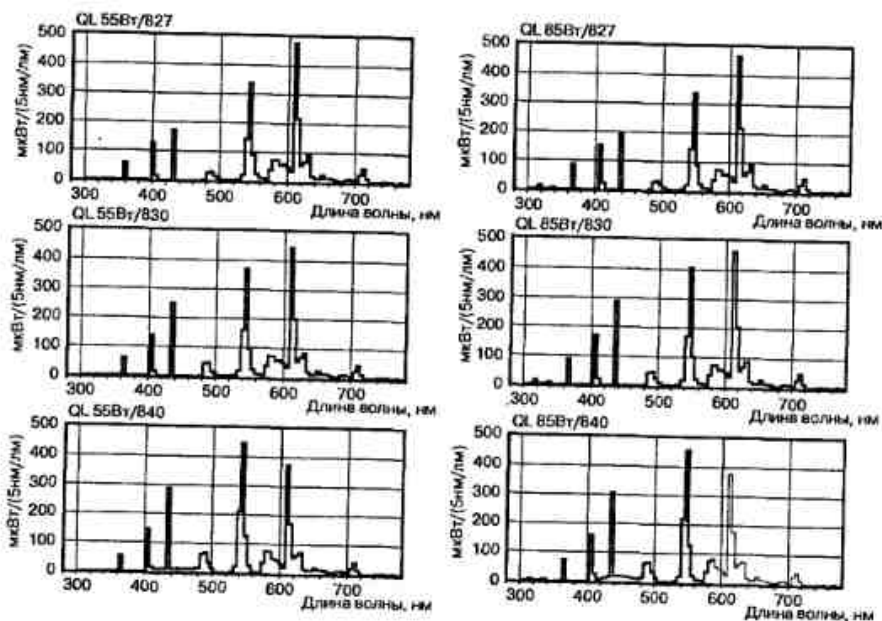 QL 55Вт/827
мкВт/(5нм/лм)
500
400
300
200
100
0
300 400 500 600 700
Длина волны, нм
QL 85Вт/827
мкВт/(5нм/лм)
500
400
300
200
100
0
300 400 500 600 700
Длина волны, нм
QL 55Вт/830
мкВт/(5нм/лм)
500
400
300
200
100
0
300 400 500 600 700
Длина волны, нм
QL 85Вт/830
мкВт/(5нм/лм)
500
400
300
200
100
0
300 400 500 600 700
Длина волны, нм
QL 55Вт/840
мкВт/(5нм/лм)
500
400
300
200
100
0
300 400 500 600 700
Длина волны, нм
QL 85Вт/840
мкВт/(5нм/лм)
500
400
300
200
100
0
300 400 500 600 700
Длина волны, нм